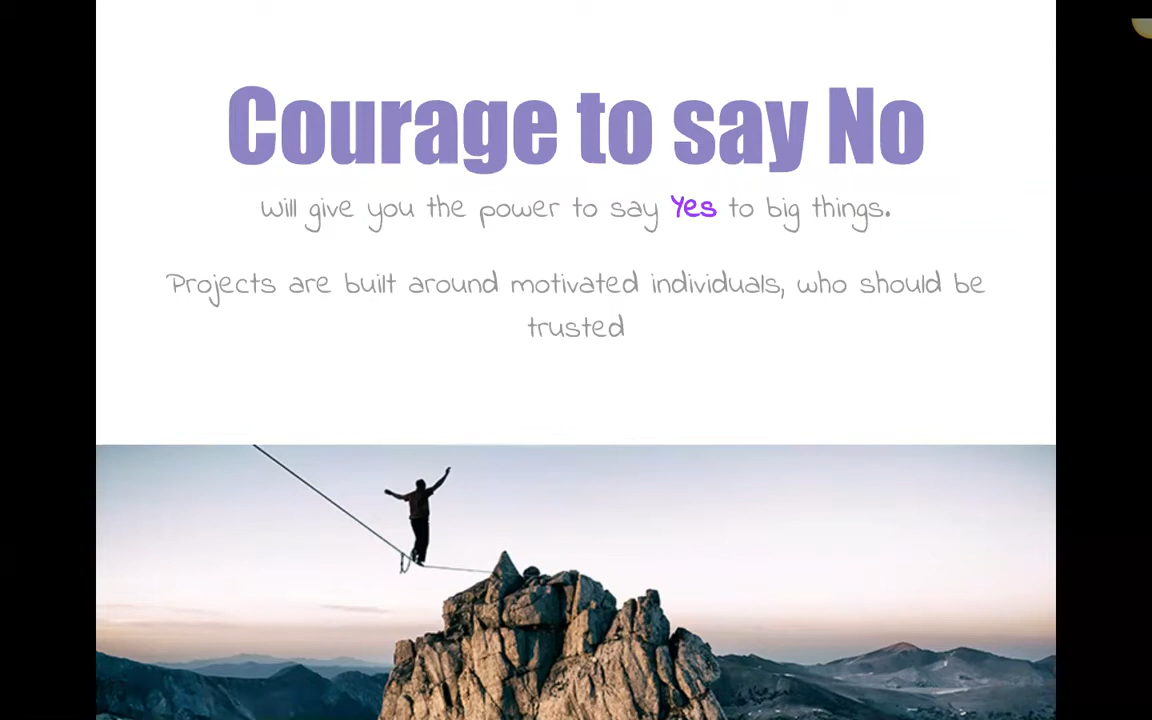 Courage to say No
Will give you the power to say Yes to big things.
Projects are built around motivated individuals, who should be
trusted